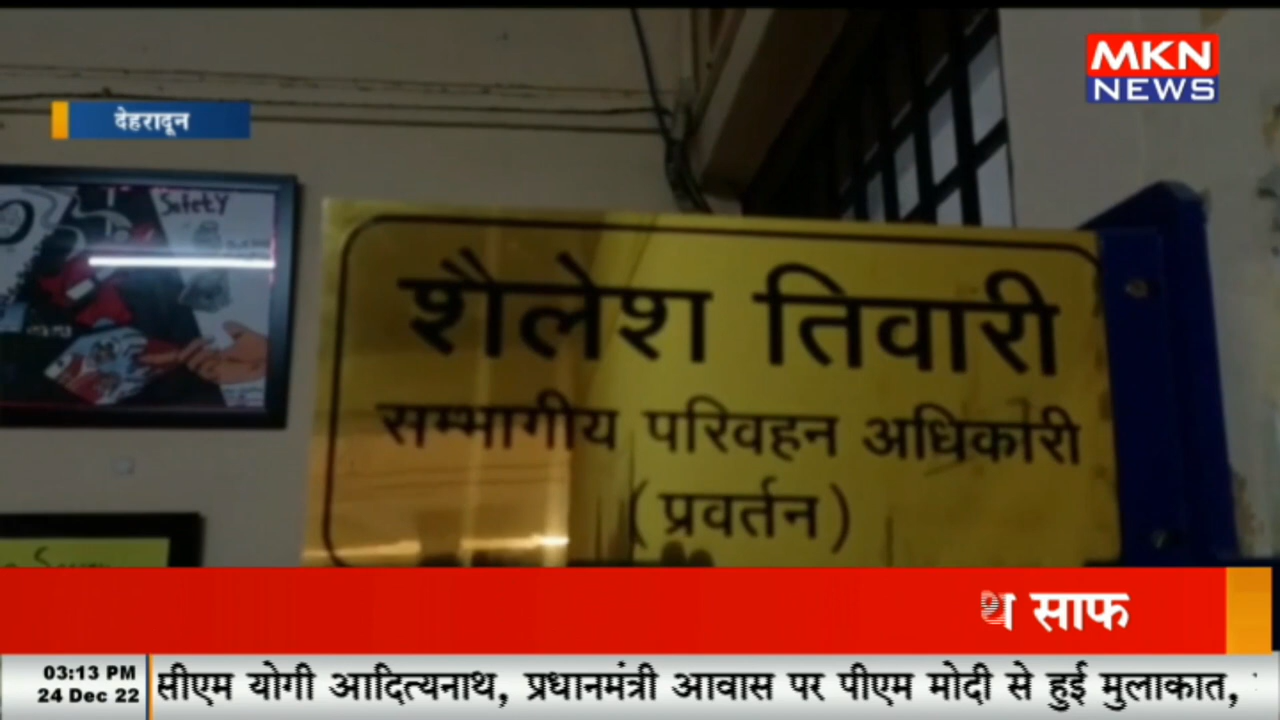 MKN
NEWS
देहरादून
Safety
शैलेश तिवारी
सम्भागीय परिवहन अधिकारी
(प्रवर्तन)
साफ
03:13 PM
24 Dec 22
सीएम योगी आदित्यनाथ, प्रधानमंत्री आवास पर पीएम मोदी से हुई मुलाकात,